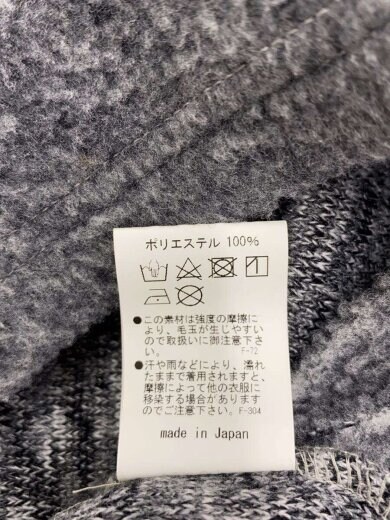 ポリエステル 100%
●この素材は強度の摩擦に
より、毛玉が生じやすい
ので取扱いに御注意下さ
い。 F-72
●汗や雨などにより、濡れ
たままで着用されますと、
摩擦によって他の衣服に
移染する場合があります
のでご注意下さい。F-304
made in Japan